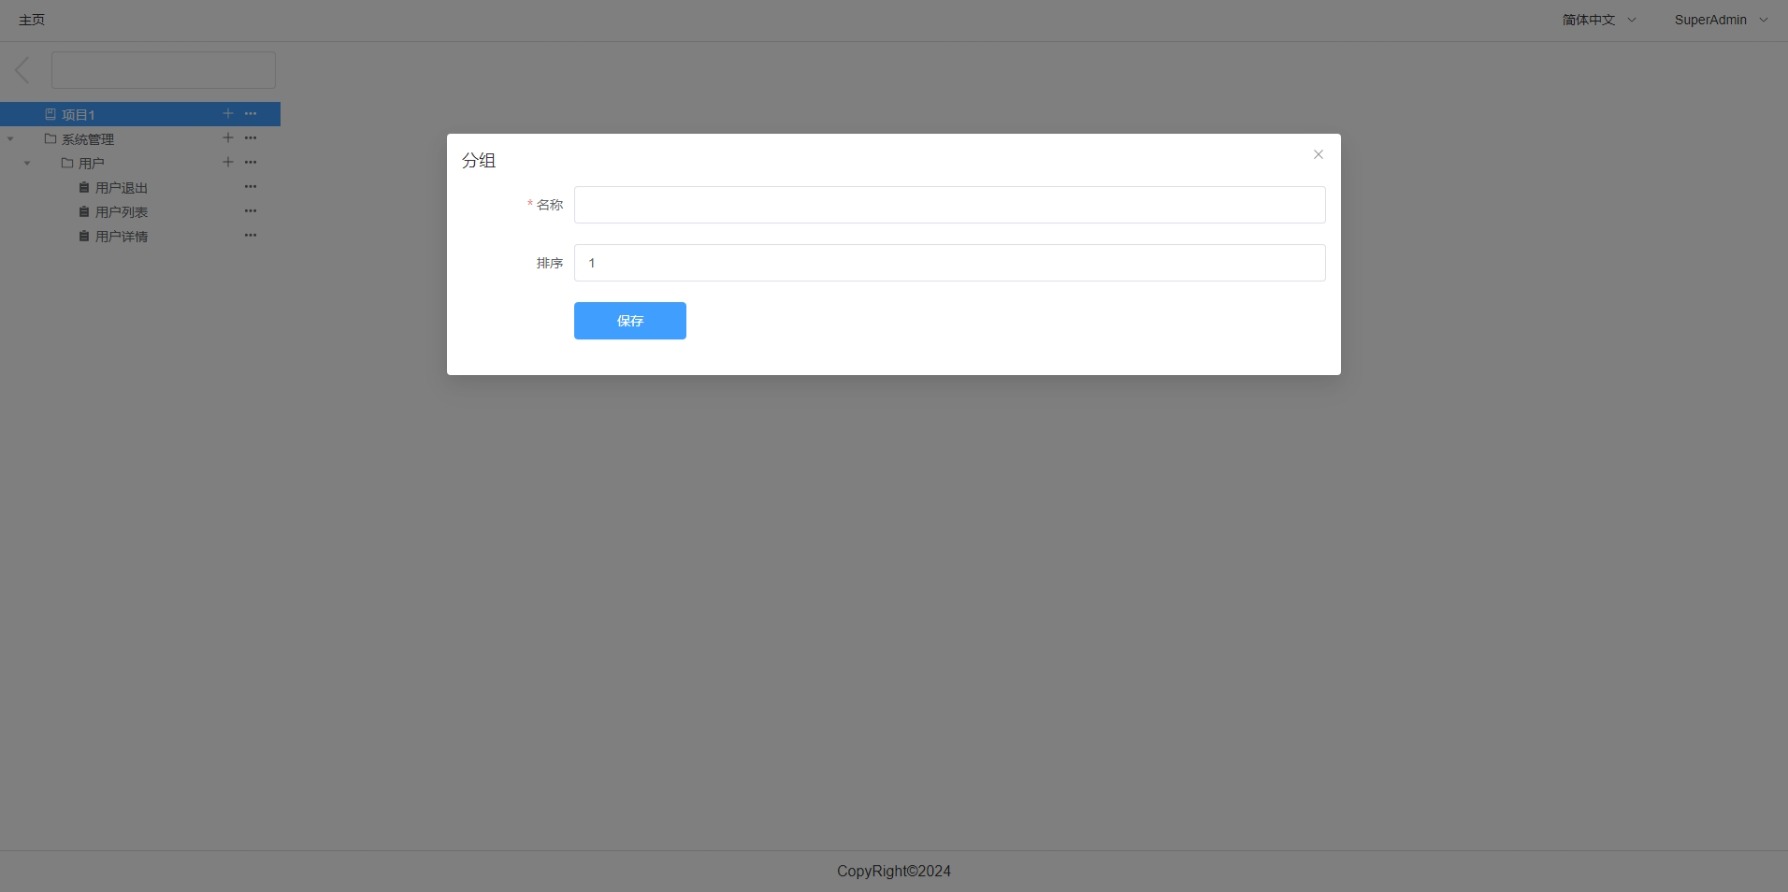 主页
简体中文
SuperAdmin
项目1
系统管理
用户
用户退出
用户列表
用户详情
分组
* 名称
排序
1
保存
CopyRight©2024